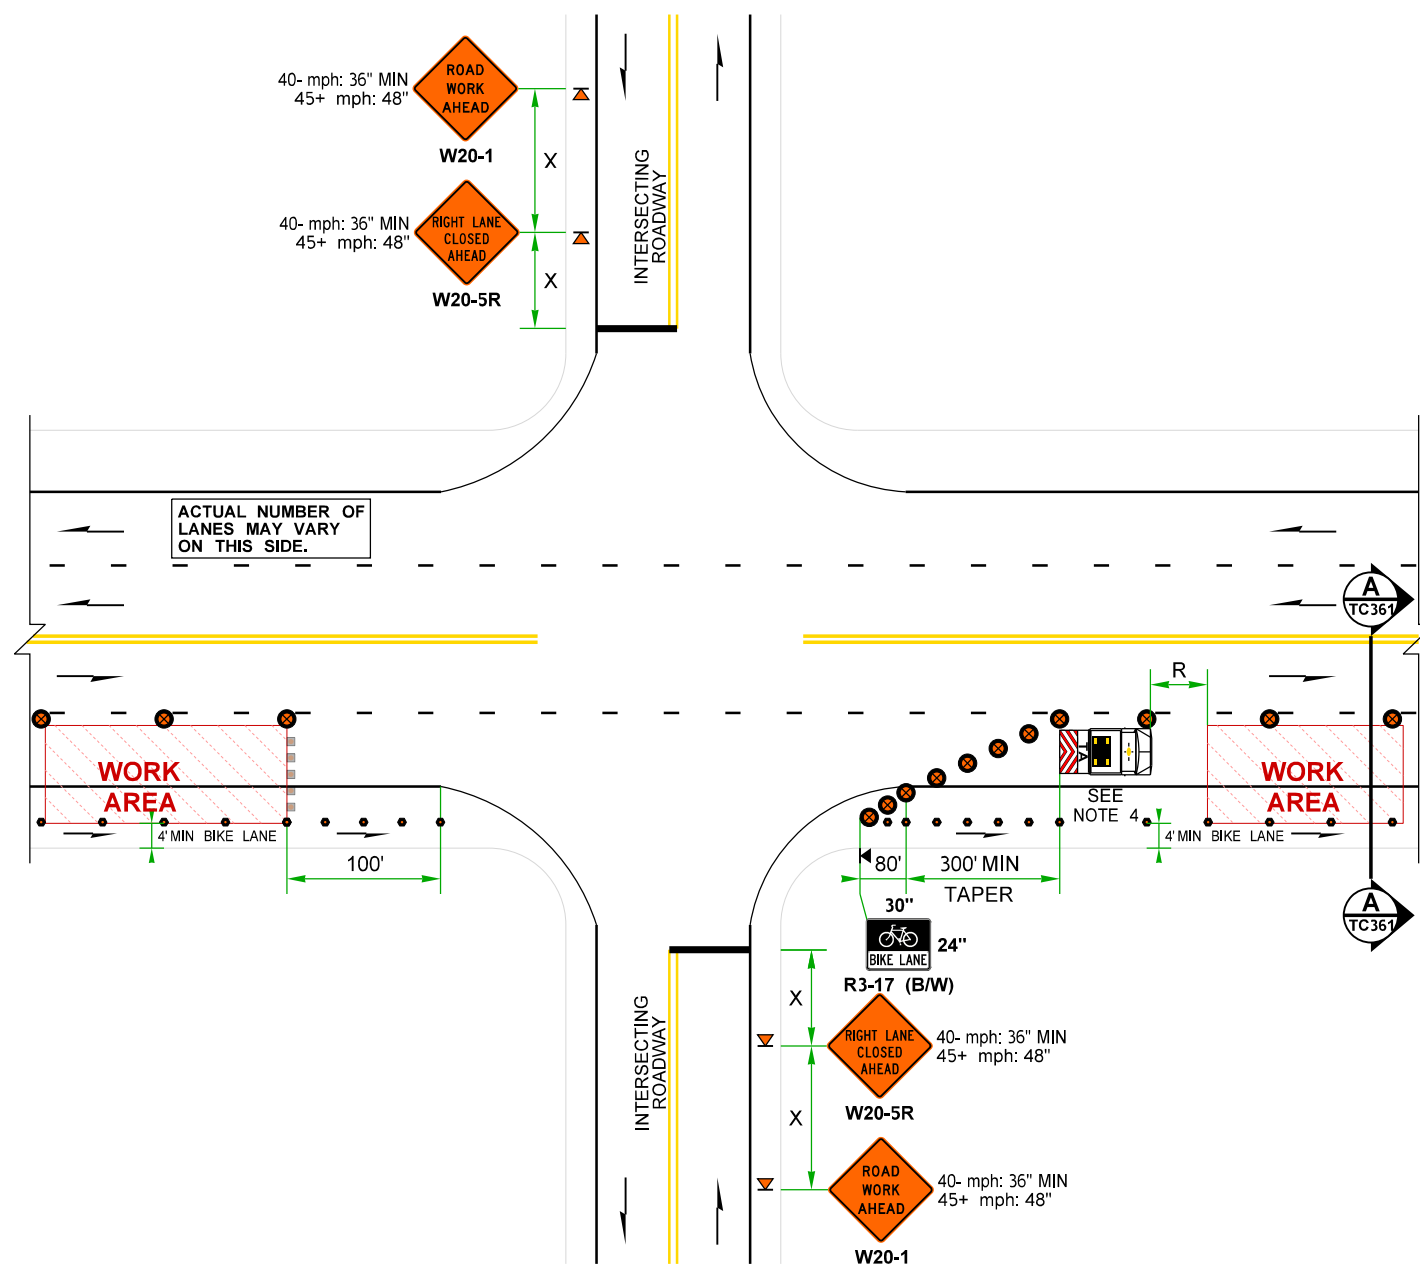 40- mph: 36" MIN
45+ mph: 48"
ROAD
WORK
AHEAD
W20-1
X
40- mph: 36" MIN
45+ mph: 48"
RIGHT LANE
CLOSED
AHEAD
W20-5R
X
INTERSECTING
ROADWAY
ACTUAL NUMBER OF
LANES MAY VARY
ON THIS SIDE.
A
TC361
R
WORK
AREA
4' MIN BIKE LANE
100'
SEE
NOTE 4
WORK
AREA
4' MIN BIKE LANE
80'
300' MIN
TAPER
A
TC361
30"
24"
BIKE LANE
R3-17 (B/W)
INTERSECTING
ROADWAY
X
RIGHT LANE
CLOSED
AHEAD
40- mph: 36" MIN
45+ mph: 48"
W20-5R
X
ROAD
WORK
AHEAD
40- mph: 36" MIN
45+ mph: 48"
W20-1